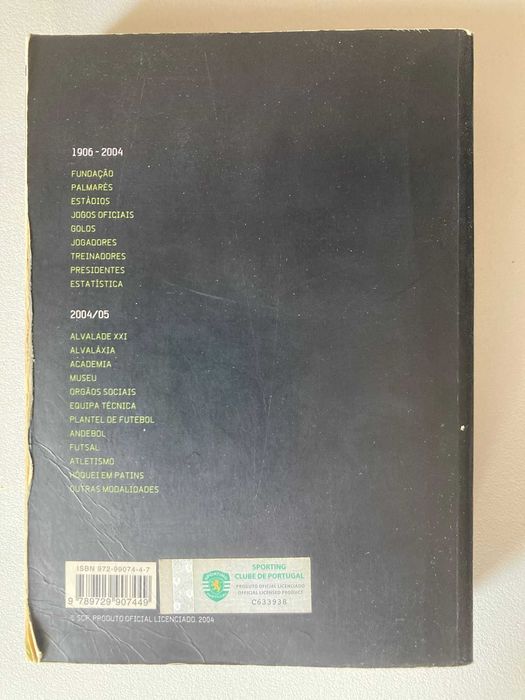 1906 - 2004
FUNDAÇÃO
PALMARÉS
ESTÁDIOS
JOGOS OFICIAIS
GOLOS
JOGADORES
TREINADORES
PRESIDENTES
ESTATÍSTICA
2004/05
ALVALADE XXI
ALVALÁXIA
ACADEMIA
MUSEU
ORGÃOS SOCIAIS
EQUIPA TÉCNICA
PLANTEL DE FUTEBOL
ANDEBOL
FUTSAL
ATLETISMO
HÓQUEI EM PATINS
OUTRAS MODALIDADES
ISBN 972-99074-4-7
9 789729 907449
SPORTING
CLUBE DE PORTUGAL
PRODUTO OFICIAL LICENCIADO
OFFICIAL LICENSED PRODUCT
C633938
© SCP. PRODUTO OFICIAL LICENCIADO. 2004